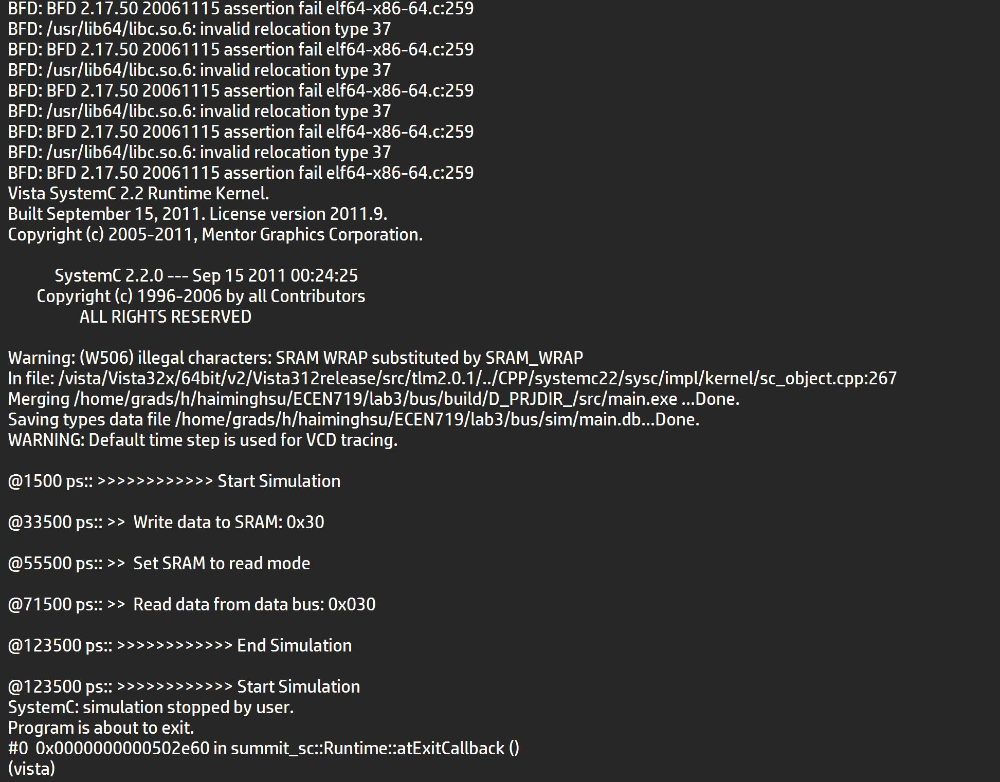 BFD: BFD 2.17.50 20061115 assertion fail elf64-x86-64.c:259
BFD: /usr/lib64/libc.so.6: invalid relocation type 37
BFD: BFD 2.17.50 20061115 assertion fail elf64-x86-64.c:259
BFD: /usr/lib64/libc.so.6: invalid relocation type 37
BFD: BFD 2.17.50 20061115 assertion fail elf64-x86-64.c:259
BFD: /usr/lib64/libc.so.6: invalid relocation type 37
BFD: BFD 2.17.50 20061115 assertion fail elf64-x86-64.c:259
BFD: /usr/lib64/libc.so.6: invalid relocation type 37
BFD: BFD 2.17.50 20061115 assertion fail elf64-x86-64.c:259
Vista SystemC 2.2 Runtime Kernel.
Built September 15, 2011. License version 2011.9.
Copyright (c) 2005-2011, Mentor Graphics Corporation.
SystemC 2.2.0 --- Sep 15 2011 00:24:25
Copyright (c) 1996-2006 by all Contributors
ALL RIGHTS RESERVED
Warning: (W506) illegal characters: SRAM WRAP substituted by SRAM_WRAP
In file: /vista/Vista32x/64bit/v2/Vista312release/src/tlm2.0.1/../CPP/systemc22/sysc/impl/kernel/sc_object.cpp:267
Merging /home/grads/h/haiminghsu/ECEN719/lab3/bus/build/D_PRJDIR_/src/main.exe ...Done.
Saving types data file /home/grads/h/haiminghsu/ECEN719/lab3/bus/sim/main.db...Done.
WARNING: Default time step is used for VCD tracing.
@1500 ps:: >>>>>>>>>>>> Start Simulation
@33500 ps:: >>  Write data to SRAM: 0x30
@55500 ps:: >>  Set SRAM to read mode
@71500 ps:: >>  Read data from data bus: 0x030
@123500 ps:: >>>>>>>>>>>> End Simulation
@123500 ps:: >>>>>>>>>>>> Start Simulation
SystemC: simulation stopped by user.
Program is about to exit.
#0  0x0000000000502e60 in summit_sc::Runtime::atExitCallback ()
(vista)